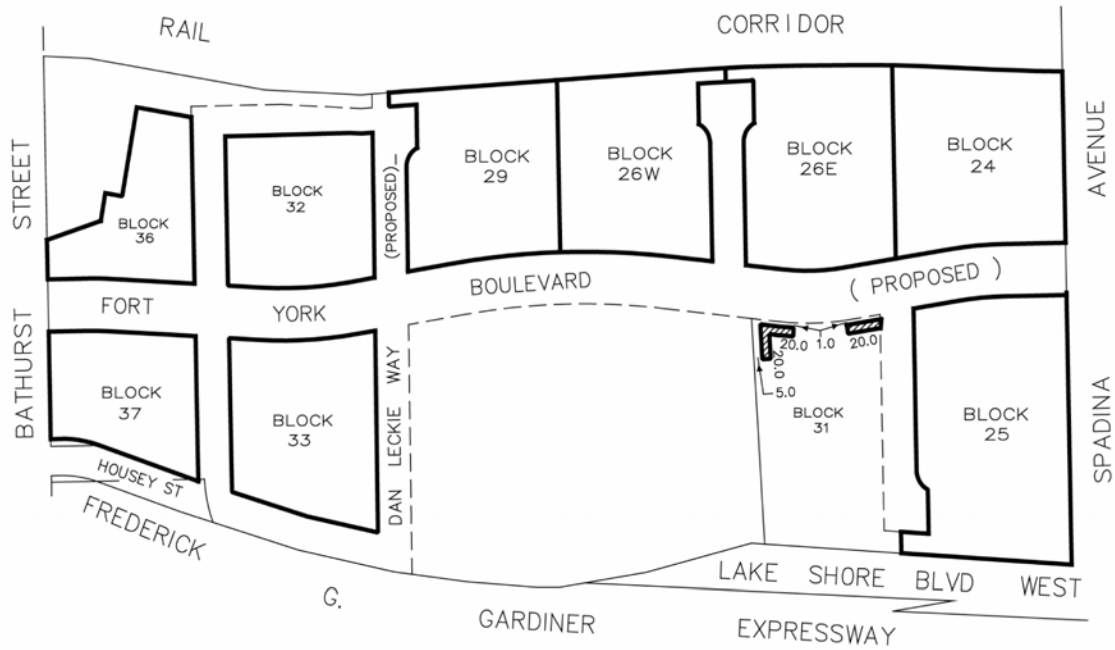 RAIL
CORRIDOR
STREET
AVENUE
BLOCK
36
BLOCK
32
(PROPOSED)
BLOCK
29
BLOCK
26W
BLOCK
26E
BLOCK
24
FORT
YORK
BOULEVARD
( PROPOSED )
BATHURST
BLOCK
37
BLOCK
33
DAN LECKIE WAY
20.0
1.0
20.0
20.0
5.0
BLOCK
31
BLOCK
25
SPADINA
HOUSEY ST
FREDERICK
G.
GARDINER
EXPRESSWAY
LAKE SHORE BLVD WEST